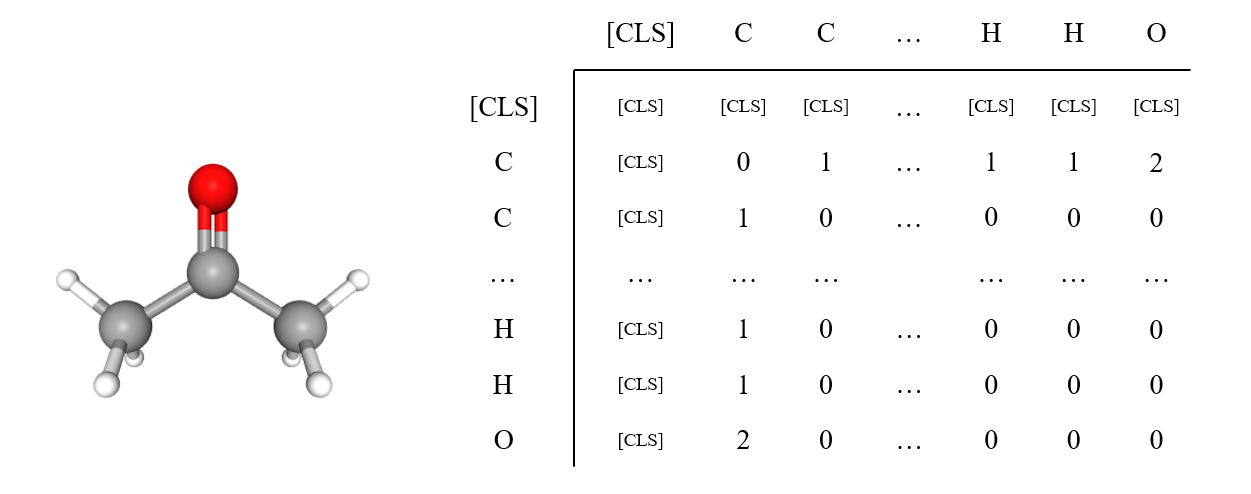 [CLS] C C … H H O
[CLS] [CLS] [CLS] [CLS] … [CLS] [CLS] [CLS]
C [CLS] 0 1 … 1 1 2
C [CLS] 1 0 … 0 0 0
… … … … … … …
H [CLS] 1 0 … 0 0 0
H [CLS] 1 0 … 0 0 0
O [CLS] 2 0 … 0 0 0